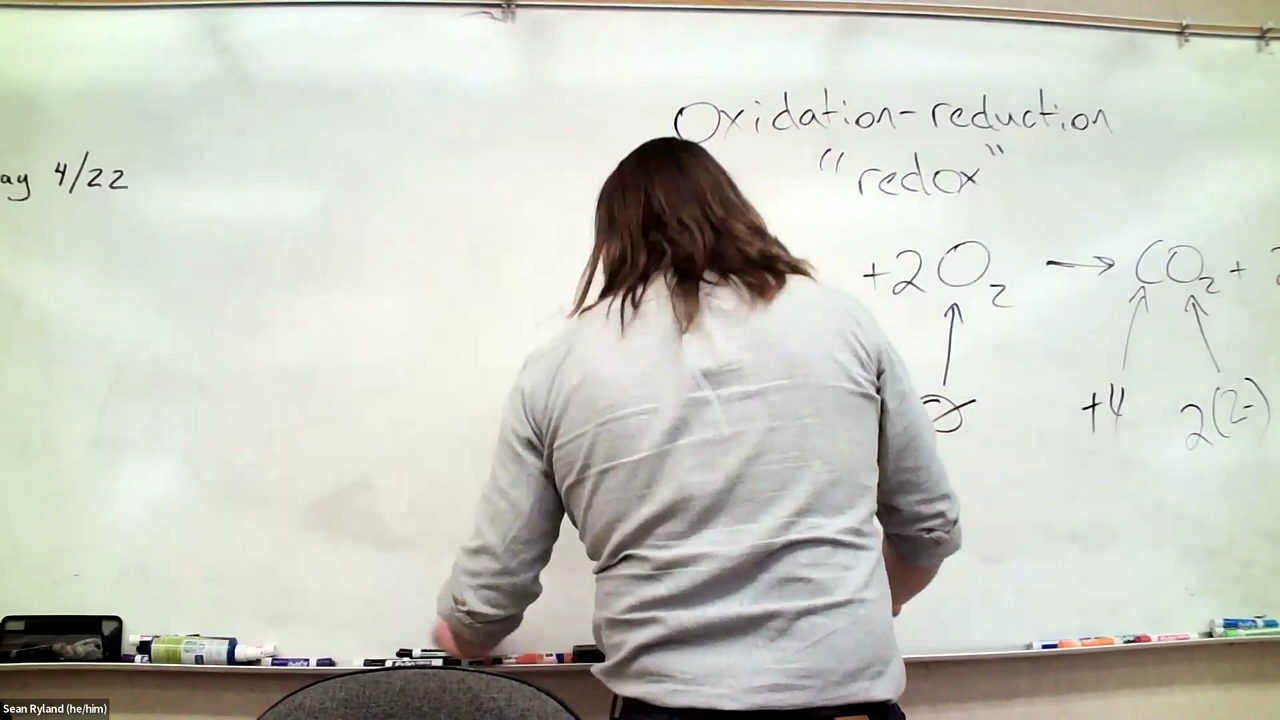 Oxidation-reduction
"redox"
ay 4/22
+2O₂ → CO₂ +
+4 2(2-)
Sean Ryland (he/him)